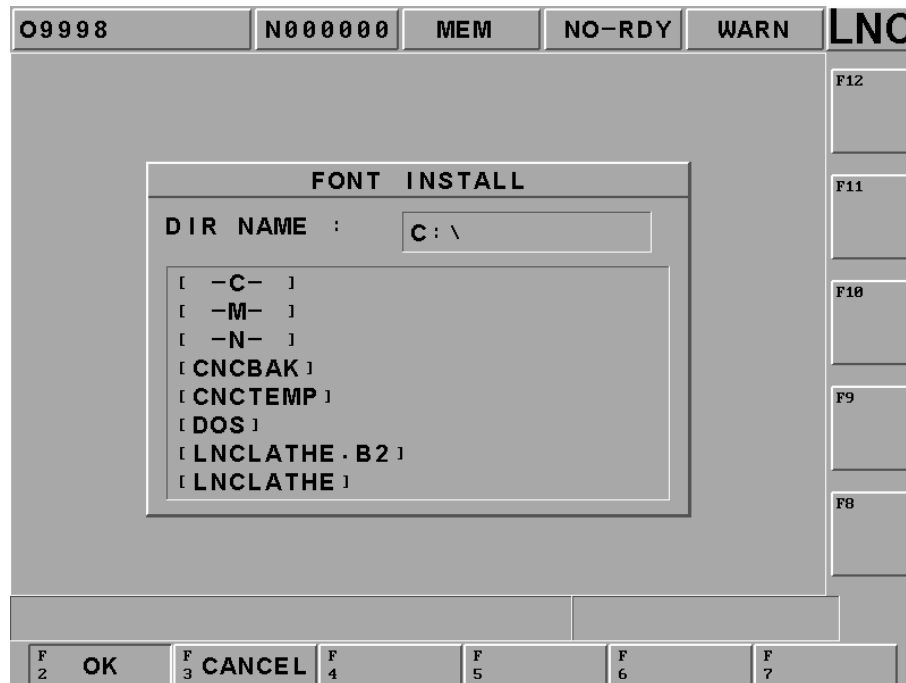 O9998 N000000 MEM NO-RDY WARN LNC
F12
FONT INSTALL
F11
DIR NAME : C:\
[ -C- ]
[ -M- ]
F10
[ -N- ]
[CNCBAK]
[CNCTEMP]
F9
[DOS]
[LNCLATHE.B2]
[LNCLATHE]
F8
F2 OK F3 CANCEL F4 F5 F6 F7